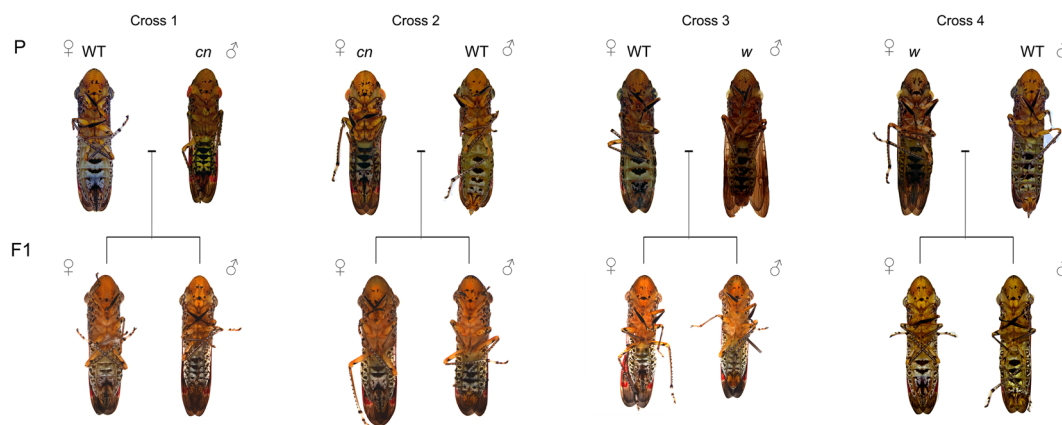 Cross 1 Cross 2 Cross 3 Cross 4
P ♀ WT cn ♂ ♀ cn WT ♂ ♀ WT w ♂ ♀ w WT ♂
F1 ♀ ♂ ♀ ♂ ♀ ♂ ♀ ♂